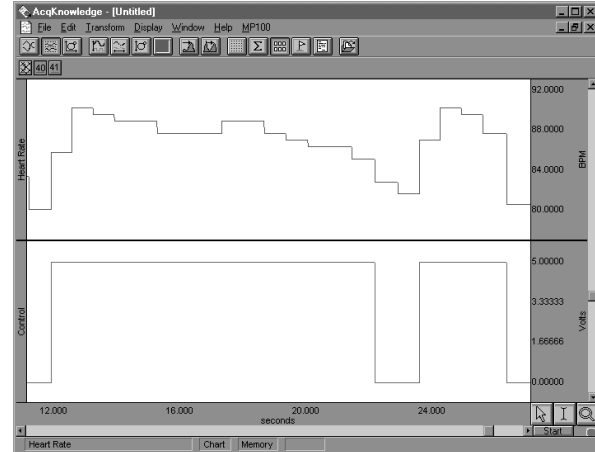 AcqKnowledge - [Untitled]
File Edit Transform Display Window Help MP100
40 41
Heart Rate
92.0000
88.0000
84.0000
80.0000
BPM
Control
5.00000
3.33333
1.66666
0.00000
Volts
12.000 16.000 20.000 24.000
seconds
Start
Heart Rate Chart Memory